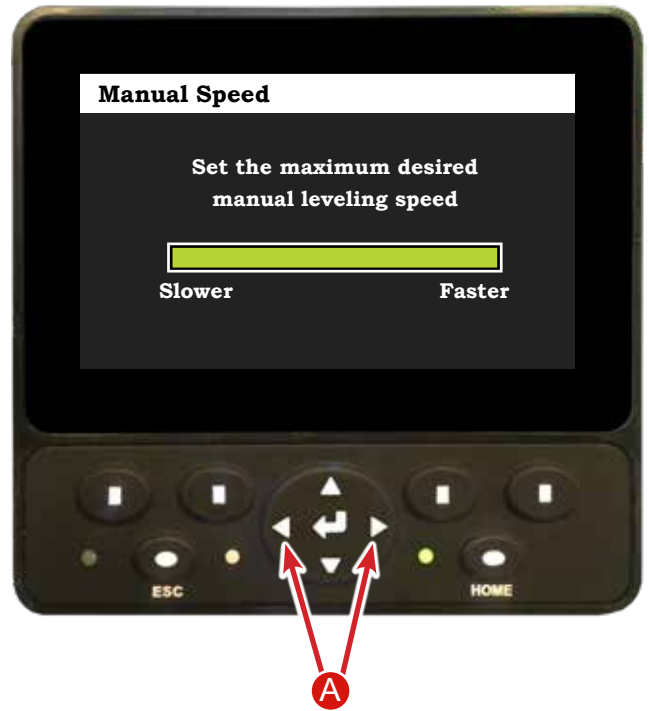 Manual Speed
Set the maximum desired
manual leveling speed
Slower Faster
ESC HOME
A